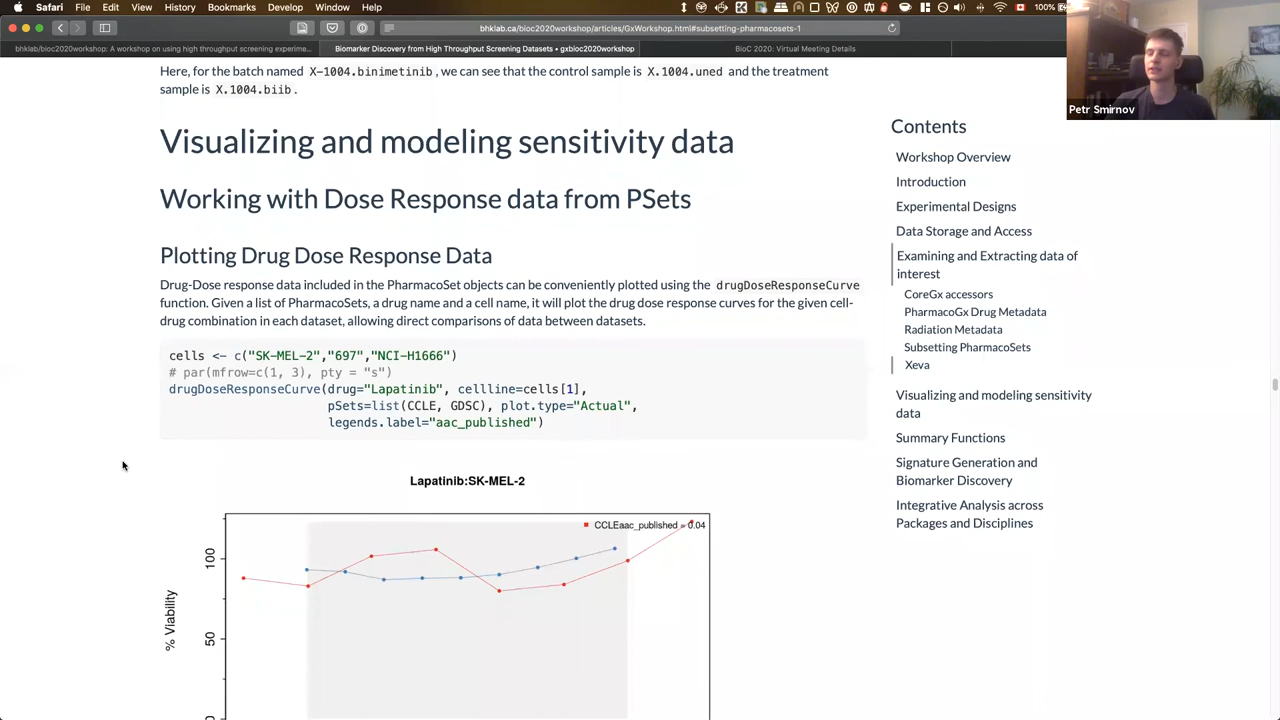 Safari File Edit View History Bookmarks Develop Window Help
100%
bhklab.ca/bioc2020workshop/articles/GxWorkshop.html#subsetting-pharmacosets-1
bhklab/bioc2020workshop: A workshop on using high throughput screening experime...
Biomarker Discovery from High Throughput Screening Datasets • gxbioc2020workshop
BioC 2020: Virtual Meeting Details
Petr Smirnov
Here, for the batch named X-1004.binimetinib, we can see that the control sample is X.1004.uned and the treatment
sample is X.1004.biib.
Visualizing and modeling sensitivity data
Working with Dose Response data from PSets
Plotting Drug Dose Response Data
Drug-Dose response data included in the PharmacoSet objects can be conveniently plotted using the drugDoseResponseCurve
function. Given a list of PharmacoSets, a drug name and a cell name, it will plot the drug dose response curves for the given cell-
drug combination in each dataset, allowing direct comparisons of data between datasets.
cells <- c("SK-MEL-2","697","NCI-H1666")
# par(mfrow=c(1, 3), pty = "s")
drugDoseResponseCurve(drug="Lapatinib", cellline=cells[1],
pSets=list(CCLE, GDSC), plot.type="Actual",
legends.label="aac_published")
Lapatinib:SK-MEL-2
CCLEaac_published = 0.04
100
50
% Viability
Contents
Workshop Overview
Introduction
Experimental Designs
Data Storage and Access
Examining and Extracting data of
interest
CoreGx accessors
PharmacoGx Drug Metadata
Radiation Metadata
Subsetting PharmacoSets
Xeva
Visualizing and modeling sensitivity
data
Summary Functions
Signature Generation and
Biomarker Discovery
Integrative Analysis across
Packages and Disciplines